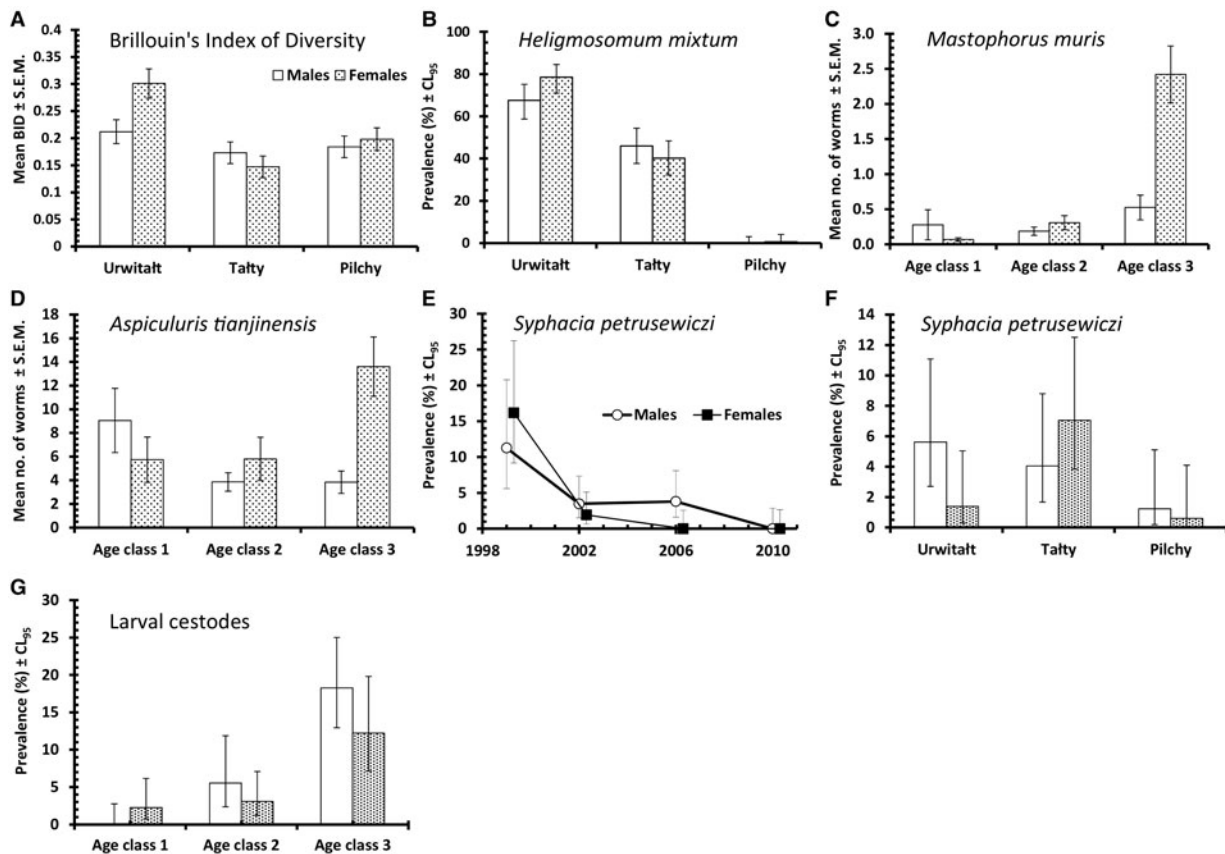 A
Brillouin's Index of Diversity
Males Females
Mean BID ± S.E.M.
0.4
0.35
0.3
0.25
0.2
0.15
0.1
0.05
0
Urwitałt Tałty Pilchy
B
Heligmosomum mixtum
Prevalence (%) ± CL95
100
80
60
40
20
0
Urwitałt Tałty Pilchy
C
Mastophorus muris
Mean no. of worms ± S.E.M.
3.0
2.5
2.0
1.5
1.0
0.5
0.0
Age class 1 Age class 2 Age class 3
D
Aspiculuris tianjinensis
Mean no. of worms ± S.E.M.
18
16
14
12
10
8
6
4
2
0
Age class 1 Age class 2 Age class 3
E
Syphacia petrusewiczi
Prevalence (%) ± CL95
30
25
20
15
10
5
0
Males Females
1998 2002 2006 2010
F
Syphacia petrusewiczi
Prevalence (%) ± CL95
14
12
10
8
6
4
2
0
Urwitałt Tałty Pilchy
G
Larval cestodes
Prevalence (%) ± CL95
30
25
20
15
10
5
0
Age class 1 Age class 2 Age class 3